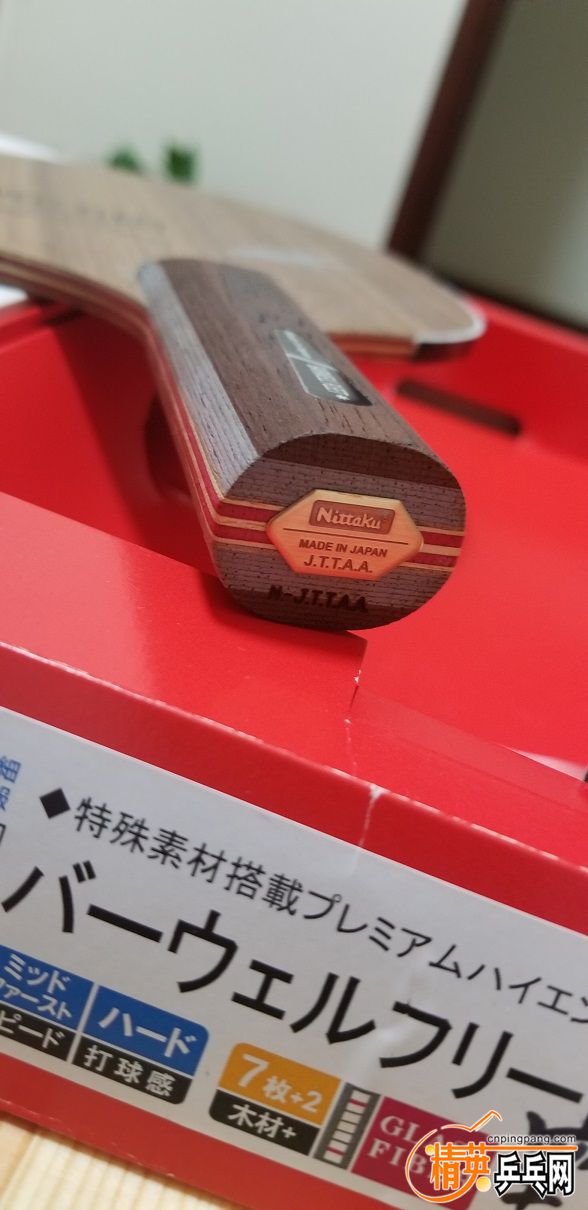 Nittaku
MADE IN JAPAN
J.T.T.A.A.
N-J.T.T.A.A
◆特殊素材搭載プレミアムハイエン
バーウェルフリー
ミッド
ファースト
ハード
ピード
打球感
7枚+2
木材+
cnpingpang.com
精英乒乓网